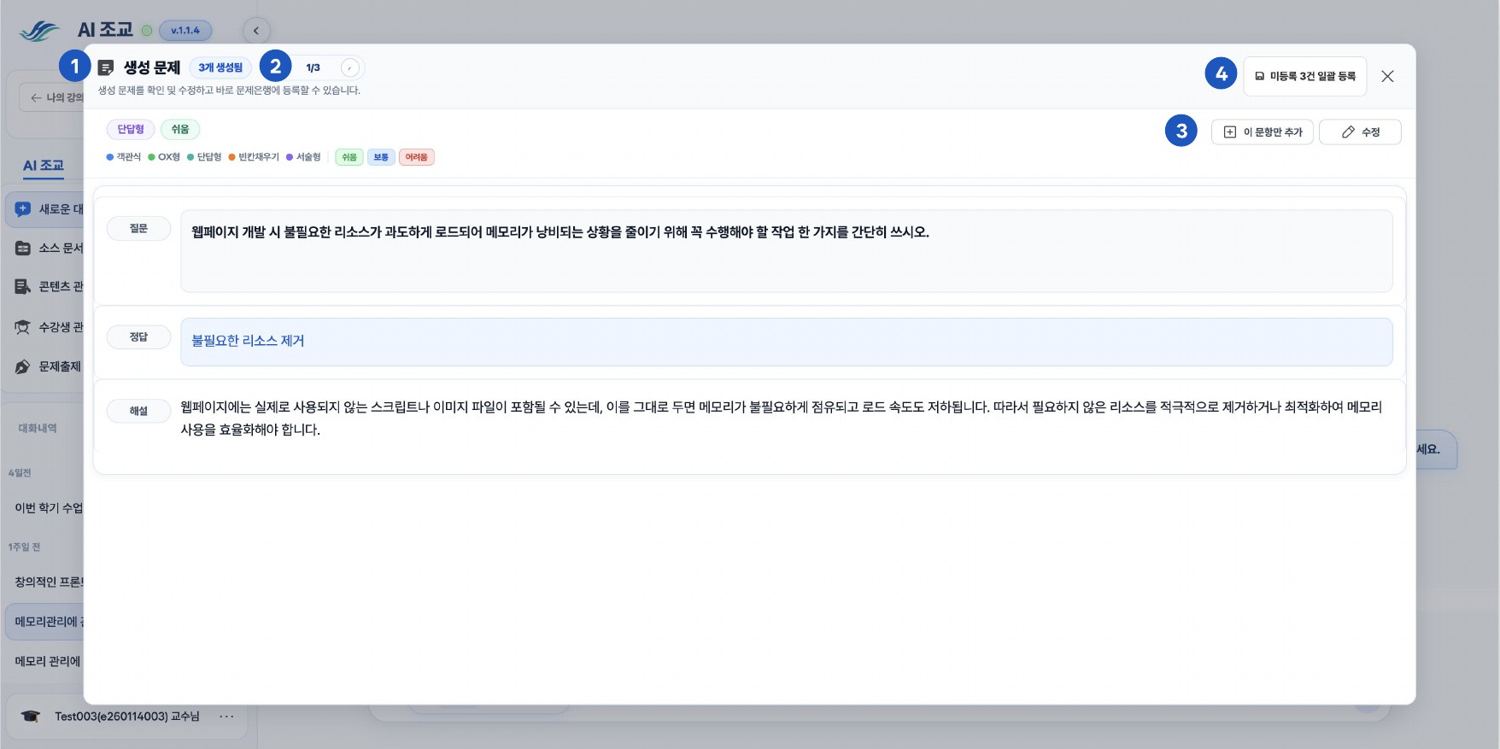 AI 조교 v.1.1.4
1 생성 문제 3개 생성됨 2 1/3
생성 문제를 확인 및 수정하고 바로 문제은행에 등록할 수 있습니다.
4 미등록 3건 일괄 등록
← 나의 강의
단답형 쉬움
3 이 문항만 추가 수정
객관식 OX형 단답형 빈칸채우기 서술형 쉬움 보통 어려움
AI 조교
새로운 대
소스 문서
콘텐츠 관
수강생 관
문제출제
질문
웹페이지 개발 시 불필요한 리소스가 과도하게 로드되어 메모리가 낭비되는 상황을 줄이기 위해 꼭 수행해야 할 작업 한 가지를 간단히 쓰시오.
정답
불필요한 리소스 제거
해설
웹페이지에는 실제로 사용되지 않는 스크립트나 이미지 파일이 포함될 수 있는데, 이를 그대로 두면 메모리가 불필요하게 점유되고 로드 속도도 저하됩니다. 따라서 필요하지 않은 리소스를 적극적으로 제거하거나 최적화하여 메모리
사용을 효율화해야 합니다.
대화내역
4일전
이번 학기 수업
1주일 전
창의적인 프론
메모리관리에
메모리 관리에
세요.
Test003(e260114003) 교수님 ···